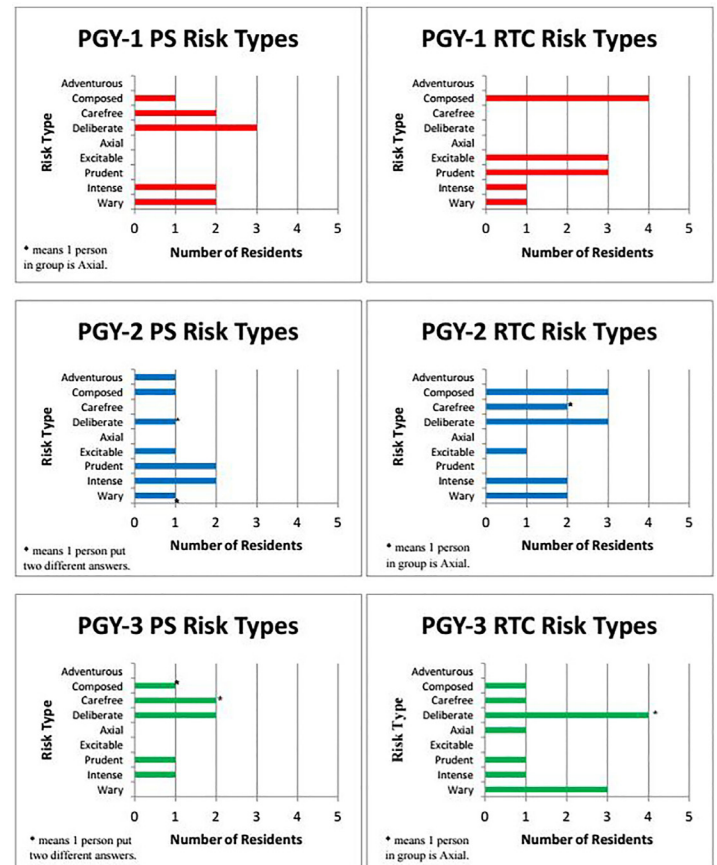 PGY-1 PS Risk Types
Risk Type
Adventurous
Composed
Carefree
Deliberate
Axial
Excitable
Prudent
Intense
Wary
0 1 2 3 4 5
Number of Residents
* means 1 person
in group is Axial.
PGY-1 RTC Risk Types
Risk Type
Adventurous
Composed
Carefree
Deliberate
Axial
Excitable
Prudent
Intense
Wary
0 1 2 3 4 5
Number of Residents
PGY-2 PS Risk Types
Risk Type
Adventurous
Composed
Carefree
Deliberate *
Axial
Excitable
Prudent
Intense
Wary *
0 1 2 3 4 5
Number of Residents
* means 1 person put
two different answers.
PGY-2 RTC Risk Types
Risk Type
Adventurous
Composed
Carefree *
Deliberate
Axial
Excitable
Prudent
Intense
Wary
0 1 2 3 4 5
Number of Residents
* means 1 person
in group is Axial.
PGY-3 PS Risk Types
Risk Type
Adventurous
Composed *
Carefree *
Deliberate
Axial
Excitable
Prudent
Intense
Wary
0 1 2 3 4 5
Number of Residents
* means 1 person put
two different answers.
PGY-3 RTC Risk Types
Risk Type
Adventurous
Composed
Carefree
Deliberate *
Axial
Excitable
Prudent
Intense
Wary
0 1 2 3 4 5
Number of Residents
* means 1 person
in group is Axial.